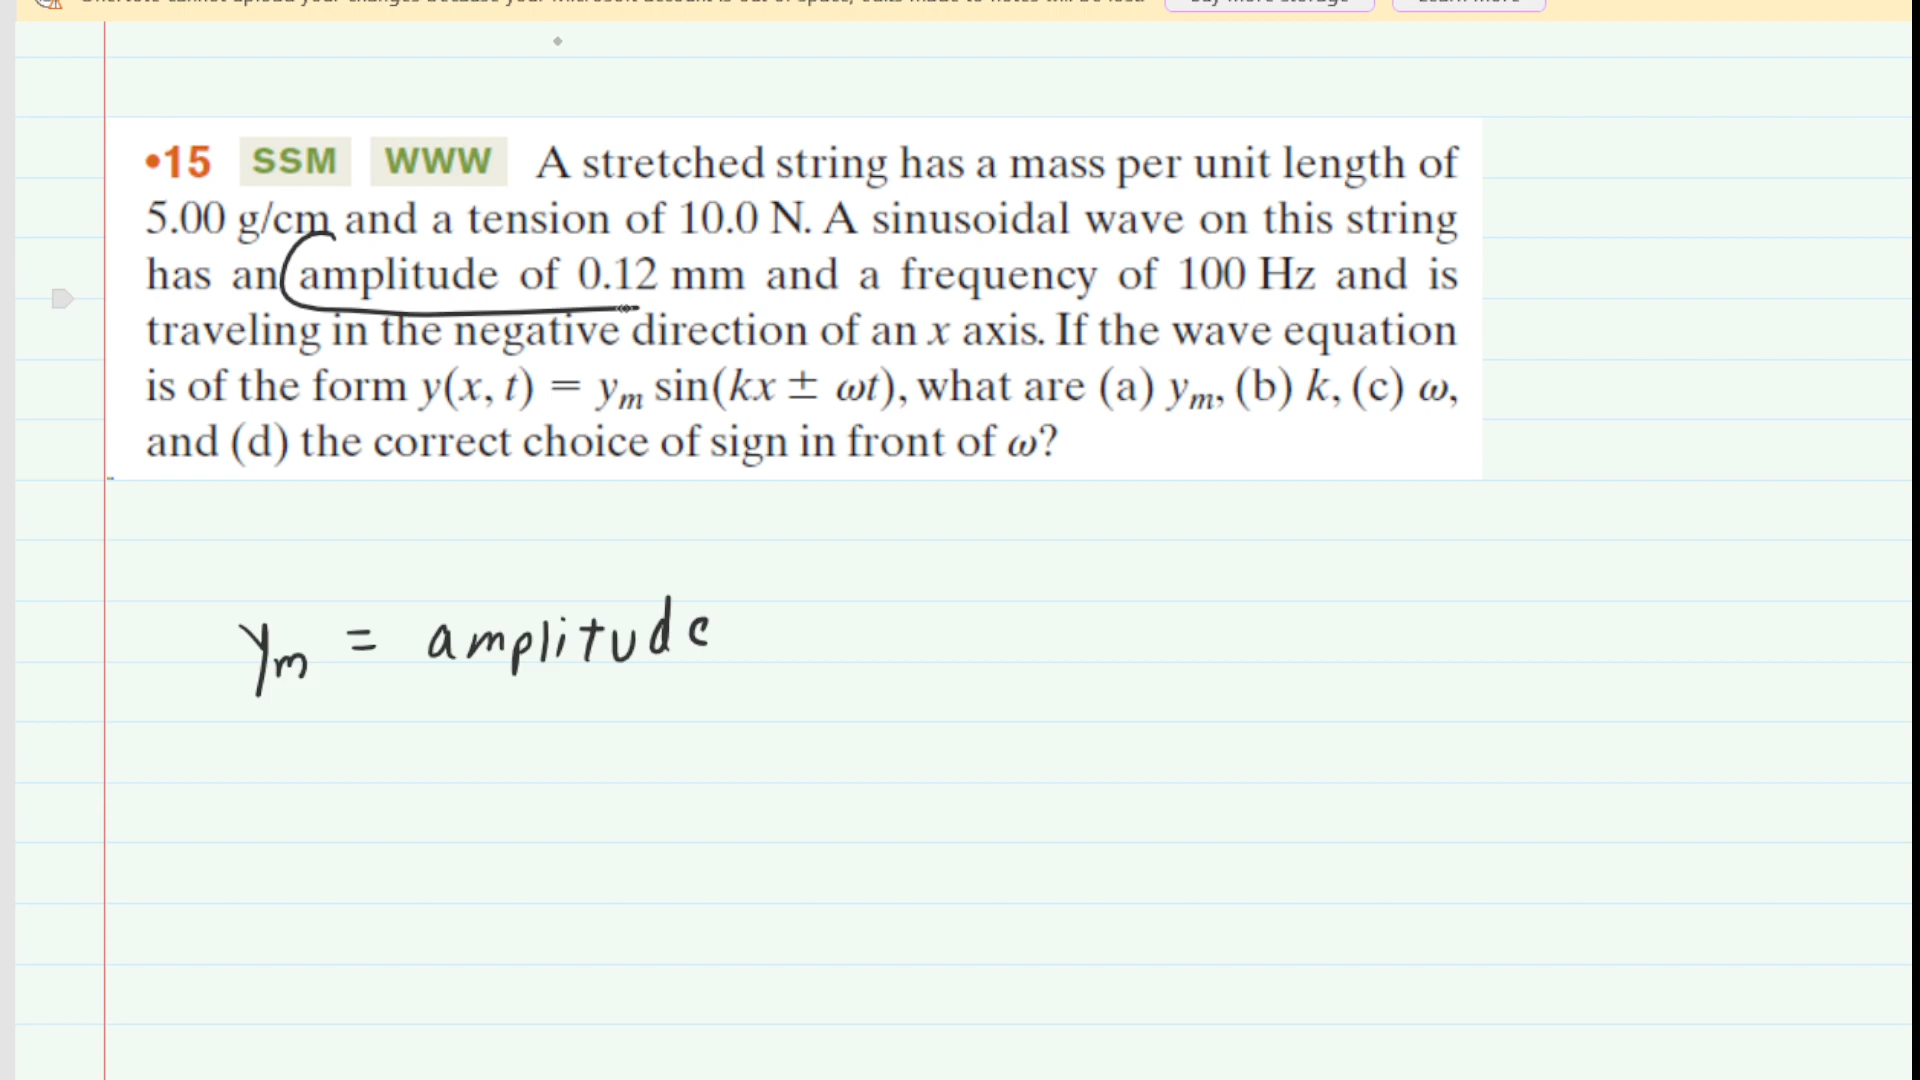 •15 SSM WWW A stretched string has a mass per unit length of
5.00 g/cm and a tension of 10.0 N. A sinusoidal wave on this string
has an amplitude of 0.12 mm and a frequency of 100 Hz and is
traveling in the negative direction of an x axis. If the wave equation
is of the form y(x, t) = yₘ sin(kx ± ωt), what are (a) yₘ, (b) k, (c) ω,
and (d) the correct choice of sign in front of ω?
yₘ = amplitude